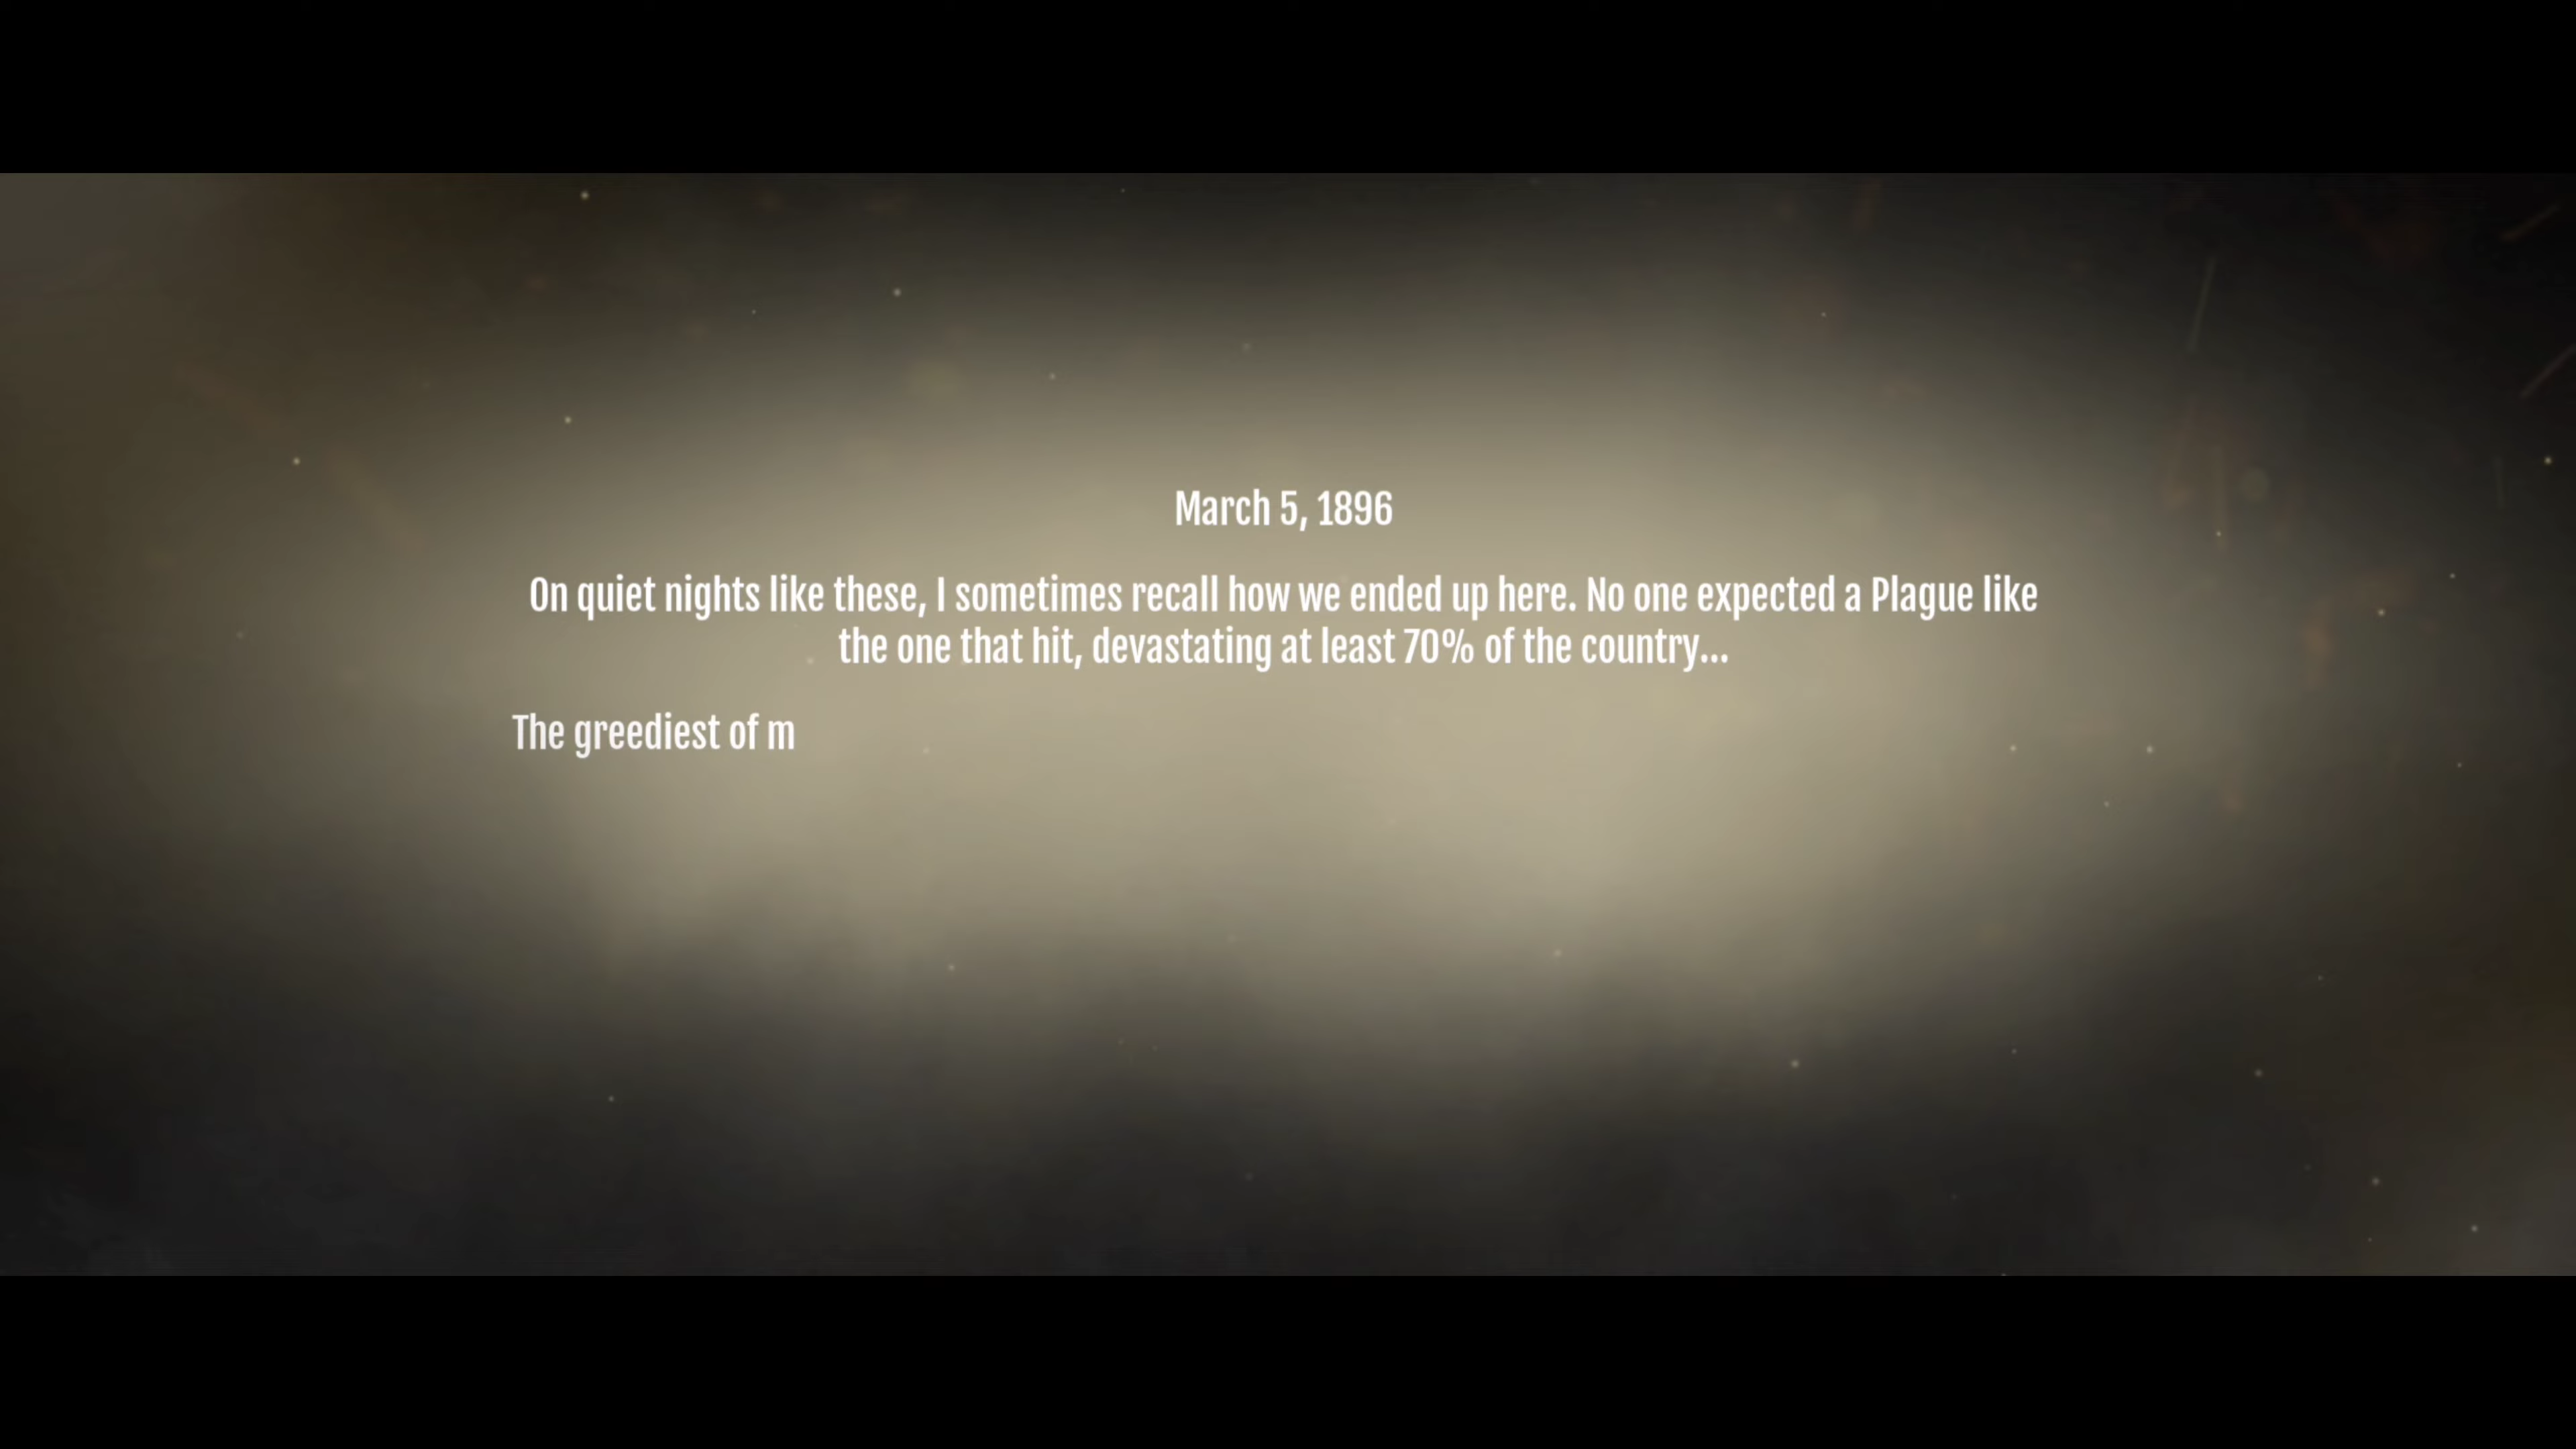 March 5, 1896
On quiet nights like these, I sometimes recall how we ended up here. No one expected a Plague like
the one that hit, devastating at least 70% of the country...
The greediest of m